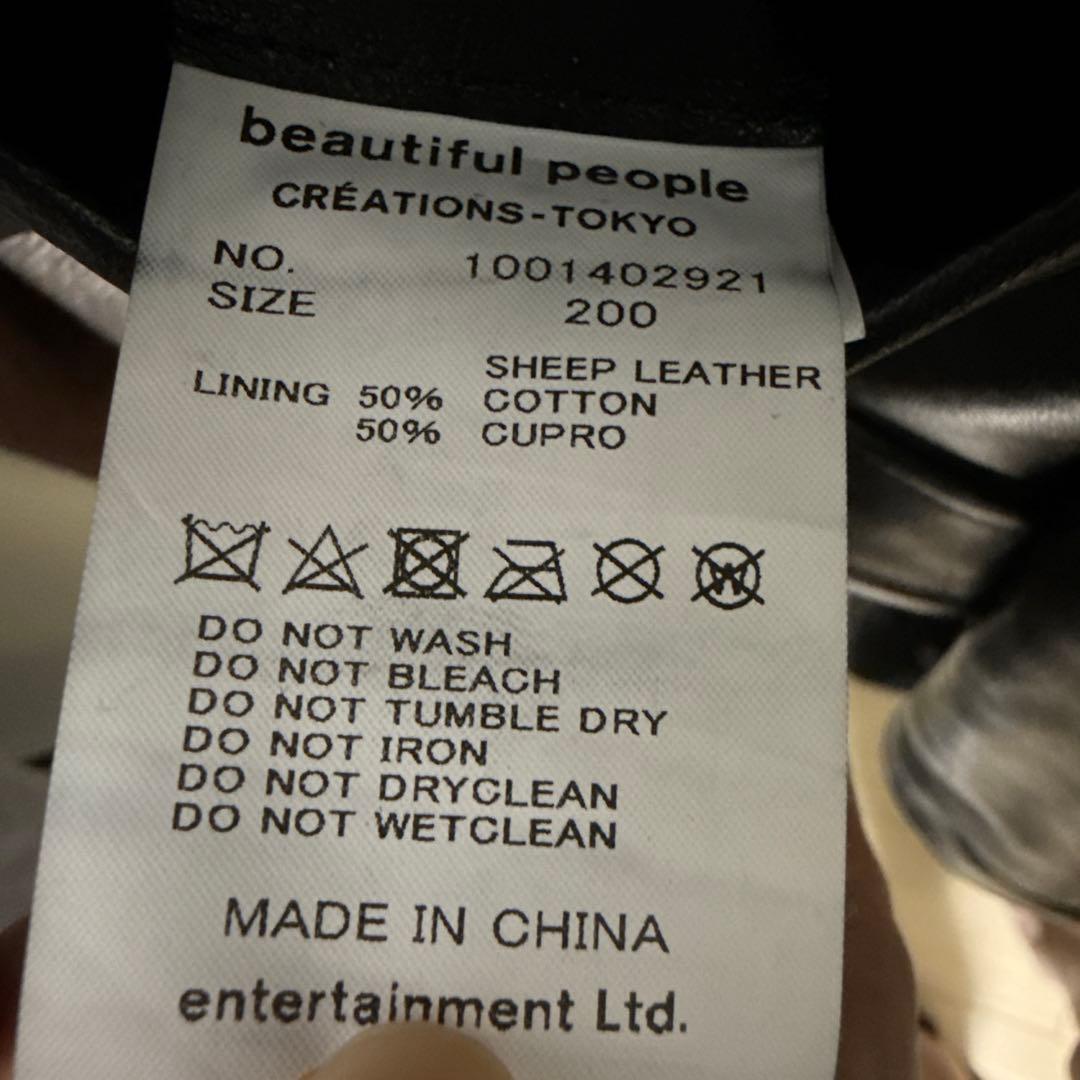 beautiful people
CRÉATIONS-TOKYO
NO. 1001402921
SIZE 200
SHEEP LEATHER
LINING 50% COTTON
50% CUPRO
W
DO NOT WASH
DO NOT BLEACH
DO NOT TUMBLE DRY
DO NOT IRON
DO NOT DRYCLEAN
DO NOT WETCLEAN
MADE IN CHINA
entertainment Ltd.